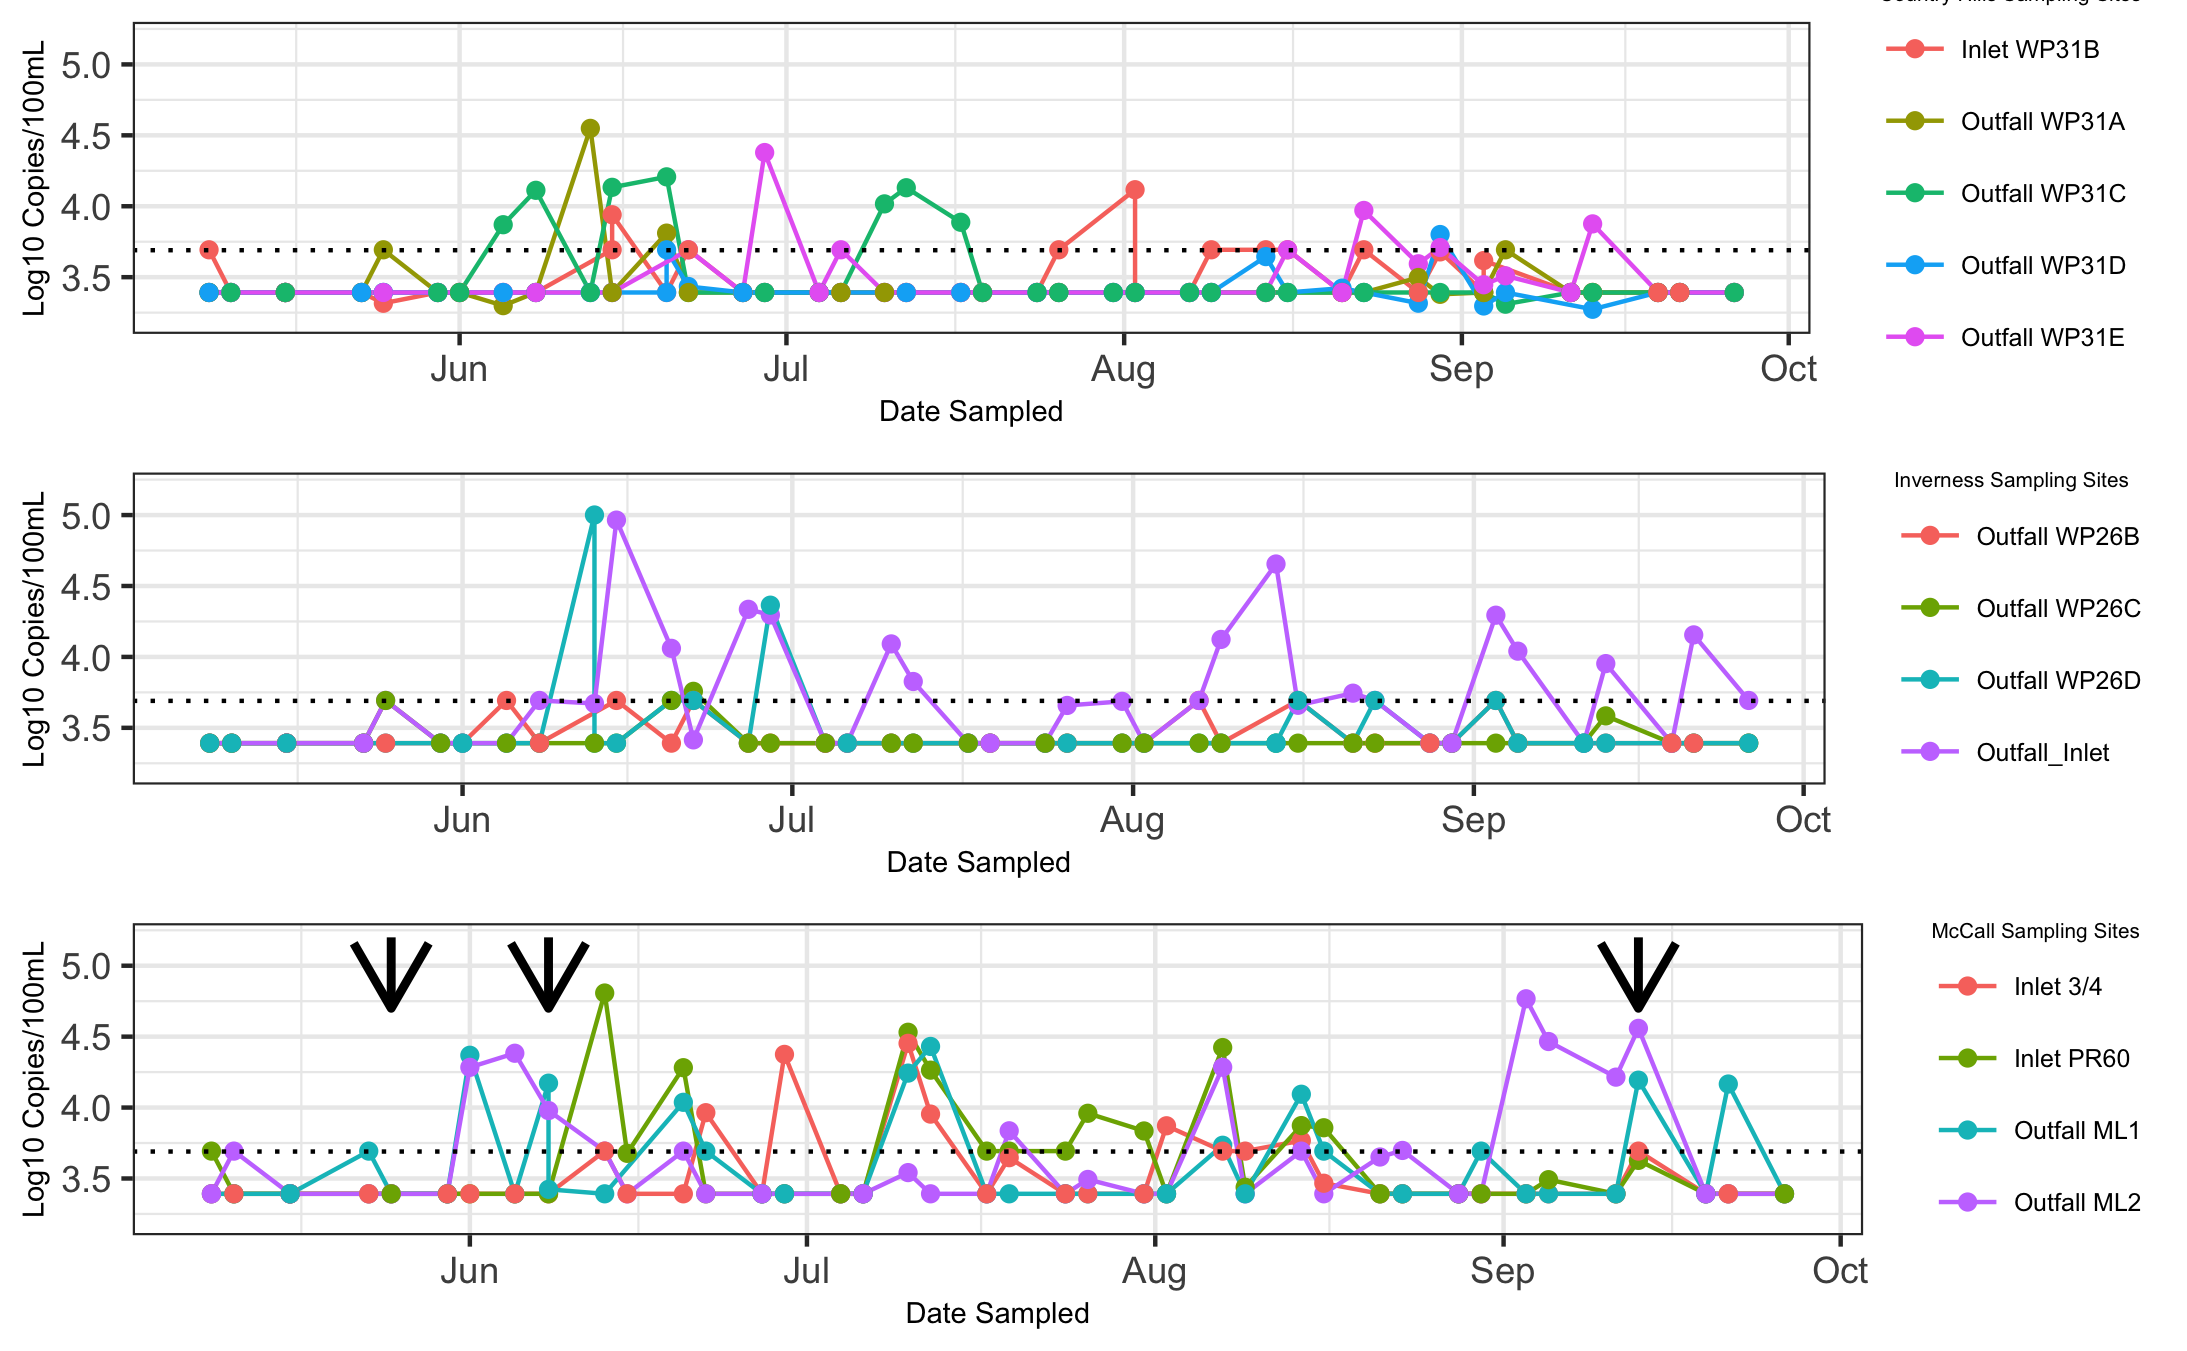 Country Hills Sampling Sites
Log10 Copies/100mL
5.0
4.5
4.0
3.5
Jun
Jul
Aug
Sep
Oct
Date Sampled
Inlet WP31B
Outfall WP31A
Outfall WP31C
Outfall WP31D
Outfall WP31E
Log10 Copies/100mL
5.0
4.5
4.0
3.5
Jun
Jul
Aug
Sep
Oct
Date Sampled
Inverness Sampling Sites
Outfall WP26B
Outfall WP26C
Outfall WP26D
Outfall_Inlet
Log10 Copies/100mL
5.0
4.5
4.0
3.5
Jun
Jul
Aug
Sep
Oct
Date Sampled
McCall Sampling Sites
Inlet 3/4
Inlet PR60
Outfall ML1
Outfall ML2